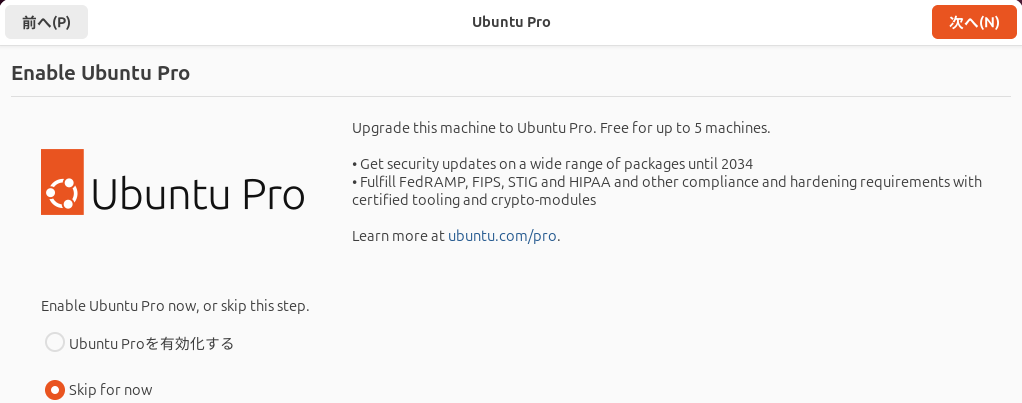 前へ(P)
Ubuntu Pro
次へ(N)
Enable Ubuntu Pro
Ubuntu Pro
Upgrade this machine to Ubuntu Pro. Free for up to 5 machines.
• Get security updates on a wide range of packages until 2034
• Fulfill FedRAMP, FIPS, STIG and HIPAA and other compliance and hardening requirements with
certified tooling and crypto-modules
Learn more at ubuntu.com/pro.
Enable Ubuntu Pro now, or skip this step.
Ubuntu Proを有効化する
Skip for now